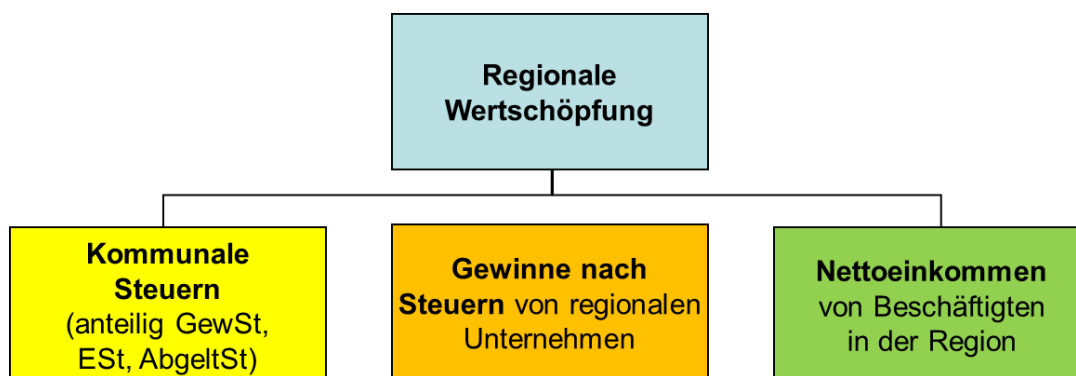 Regionale
Wertschöpfung
Kommunale
Steuern
(anteilig GewSt,
ESt, AbgeltSt)
Gewinne nach
Steuern von regionalen
Unternehmen
Nettoeinkommen
von Beschäftigten
in der Region